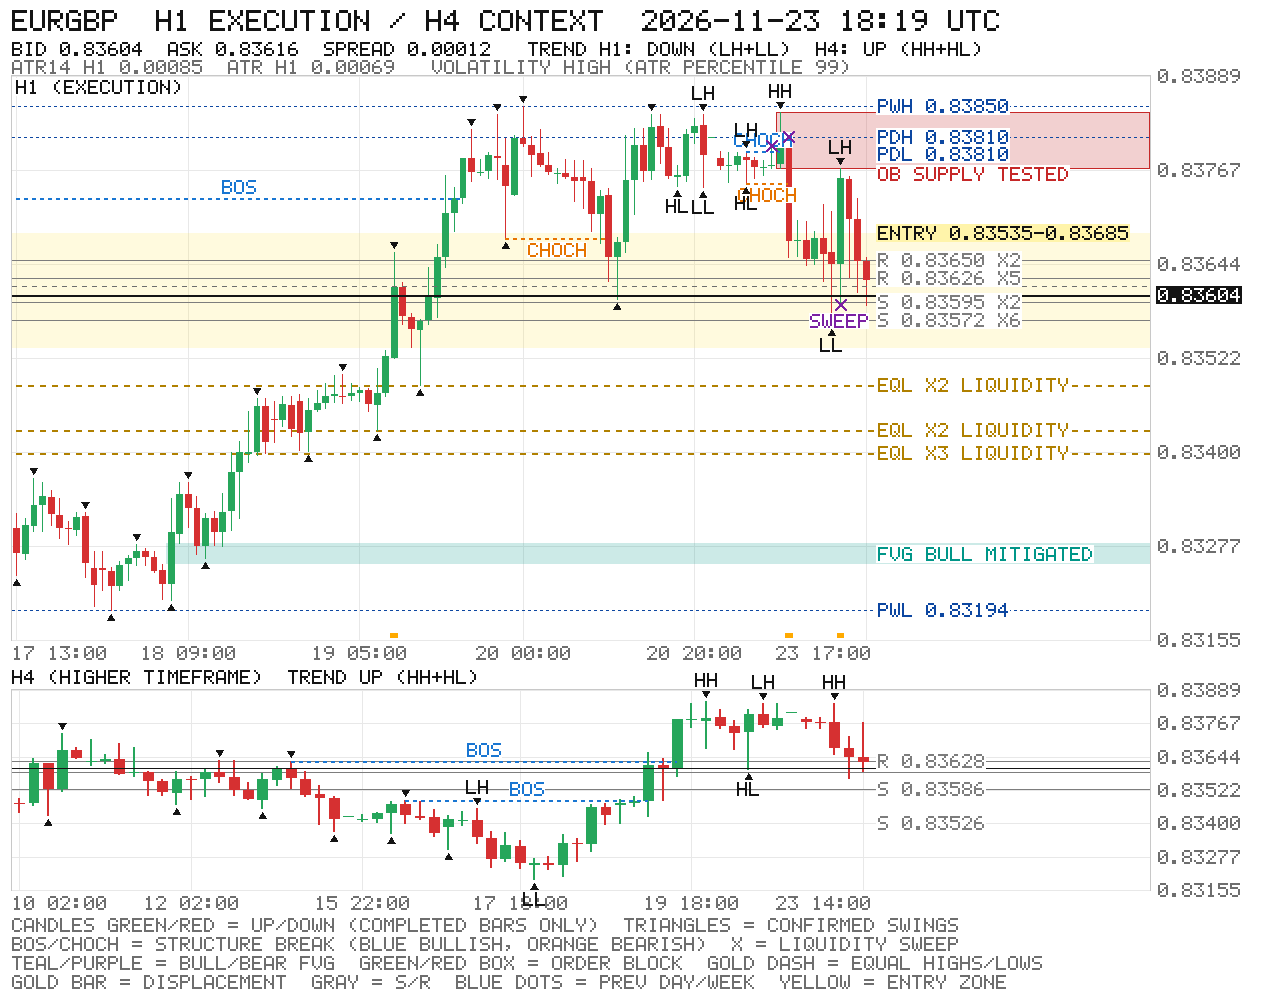 EURGBP  H1 EXECUTION / H4 CONTEXT  2026-11-23 18:19 UTC
BID 0.83604  ASK 0.83616  SPREAD 0.00012   TREND H1: DOWN (LH+LL)  H4: UP (HH+HL)
ATR14 H1 0.00085  ATR H1 0.00069   VOLATILITY HIGH (ATR PERCENTILE 99)
0.83889
H1 (EXECUTION)
LH
HH
PWH 0.83850
LH
CHOCH
PDH 0.83810
LH
PDL 0.83810
0.83767
OB SUPPLY TESTED
BOS
CHOCH
HL
LL
HL
ENTRY 0.83535-0.83685
CHOCH
R 0.83650 X2
0.83644
R 0.83626 X5
0.83604
S 0.83595 X2
SWEEP
S 0.83572 X6
LL
0.83522
EQL X2 LIQUIDITY
EQL X2 LIQUIDITY
EQL X3 LIQUIDITY
0.83400
0.83277
FVG BULL MITIGATED
PWL 0.83194
0.83155
17 13:00
18 09:00
19 05:00
20 00:00
20 20:00
23 17:00
H4 (HIGHER TIMEFRAME)  TREND UP (HH+HL)
HH
LH
HH
0.83889
0.83767
BOS
0.83644
R 0.83628
LH
BOS
HL
S 0.83586
0.83522
S 0.83526
0.83400
0.83277
0.83155
LL
10 02:00
12 02:00
15 22:00
17 18:00
19 18:00
23 14:00
CANDLES GREEN/RED = UP/DOWN (COMPLETED BARS ONLY)  TRIANGLES = CONFIRMED SWINGS
BOS/CHOCH = STRUCTURE BREAK (BLUE BULLISH, ORANGE BEARISH)  X = LIQUIDITY SWEEP
TEAL/PURPLE = BULL/BEAR FVG  GREEN/RED BOX = ORDER BLOCK  GOLD DASH = EQUAL HIGHS/LOWS
GOLD BAR = DISPLACEMENT  GRAY = S/R  BLUE DOTS = PREV DAY/WEEK  YELLOW = ENTRY ZONE